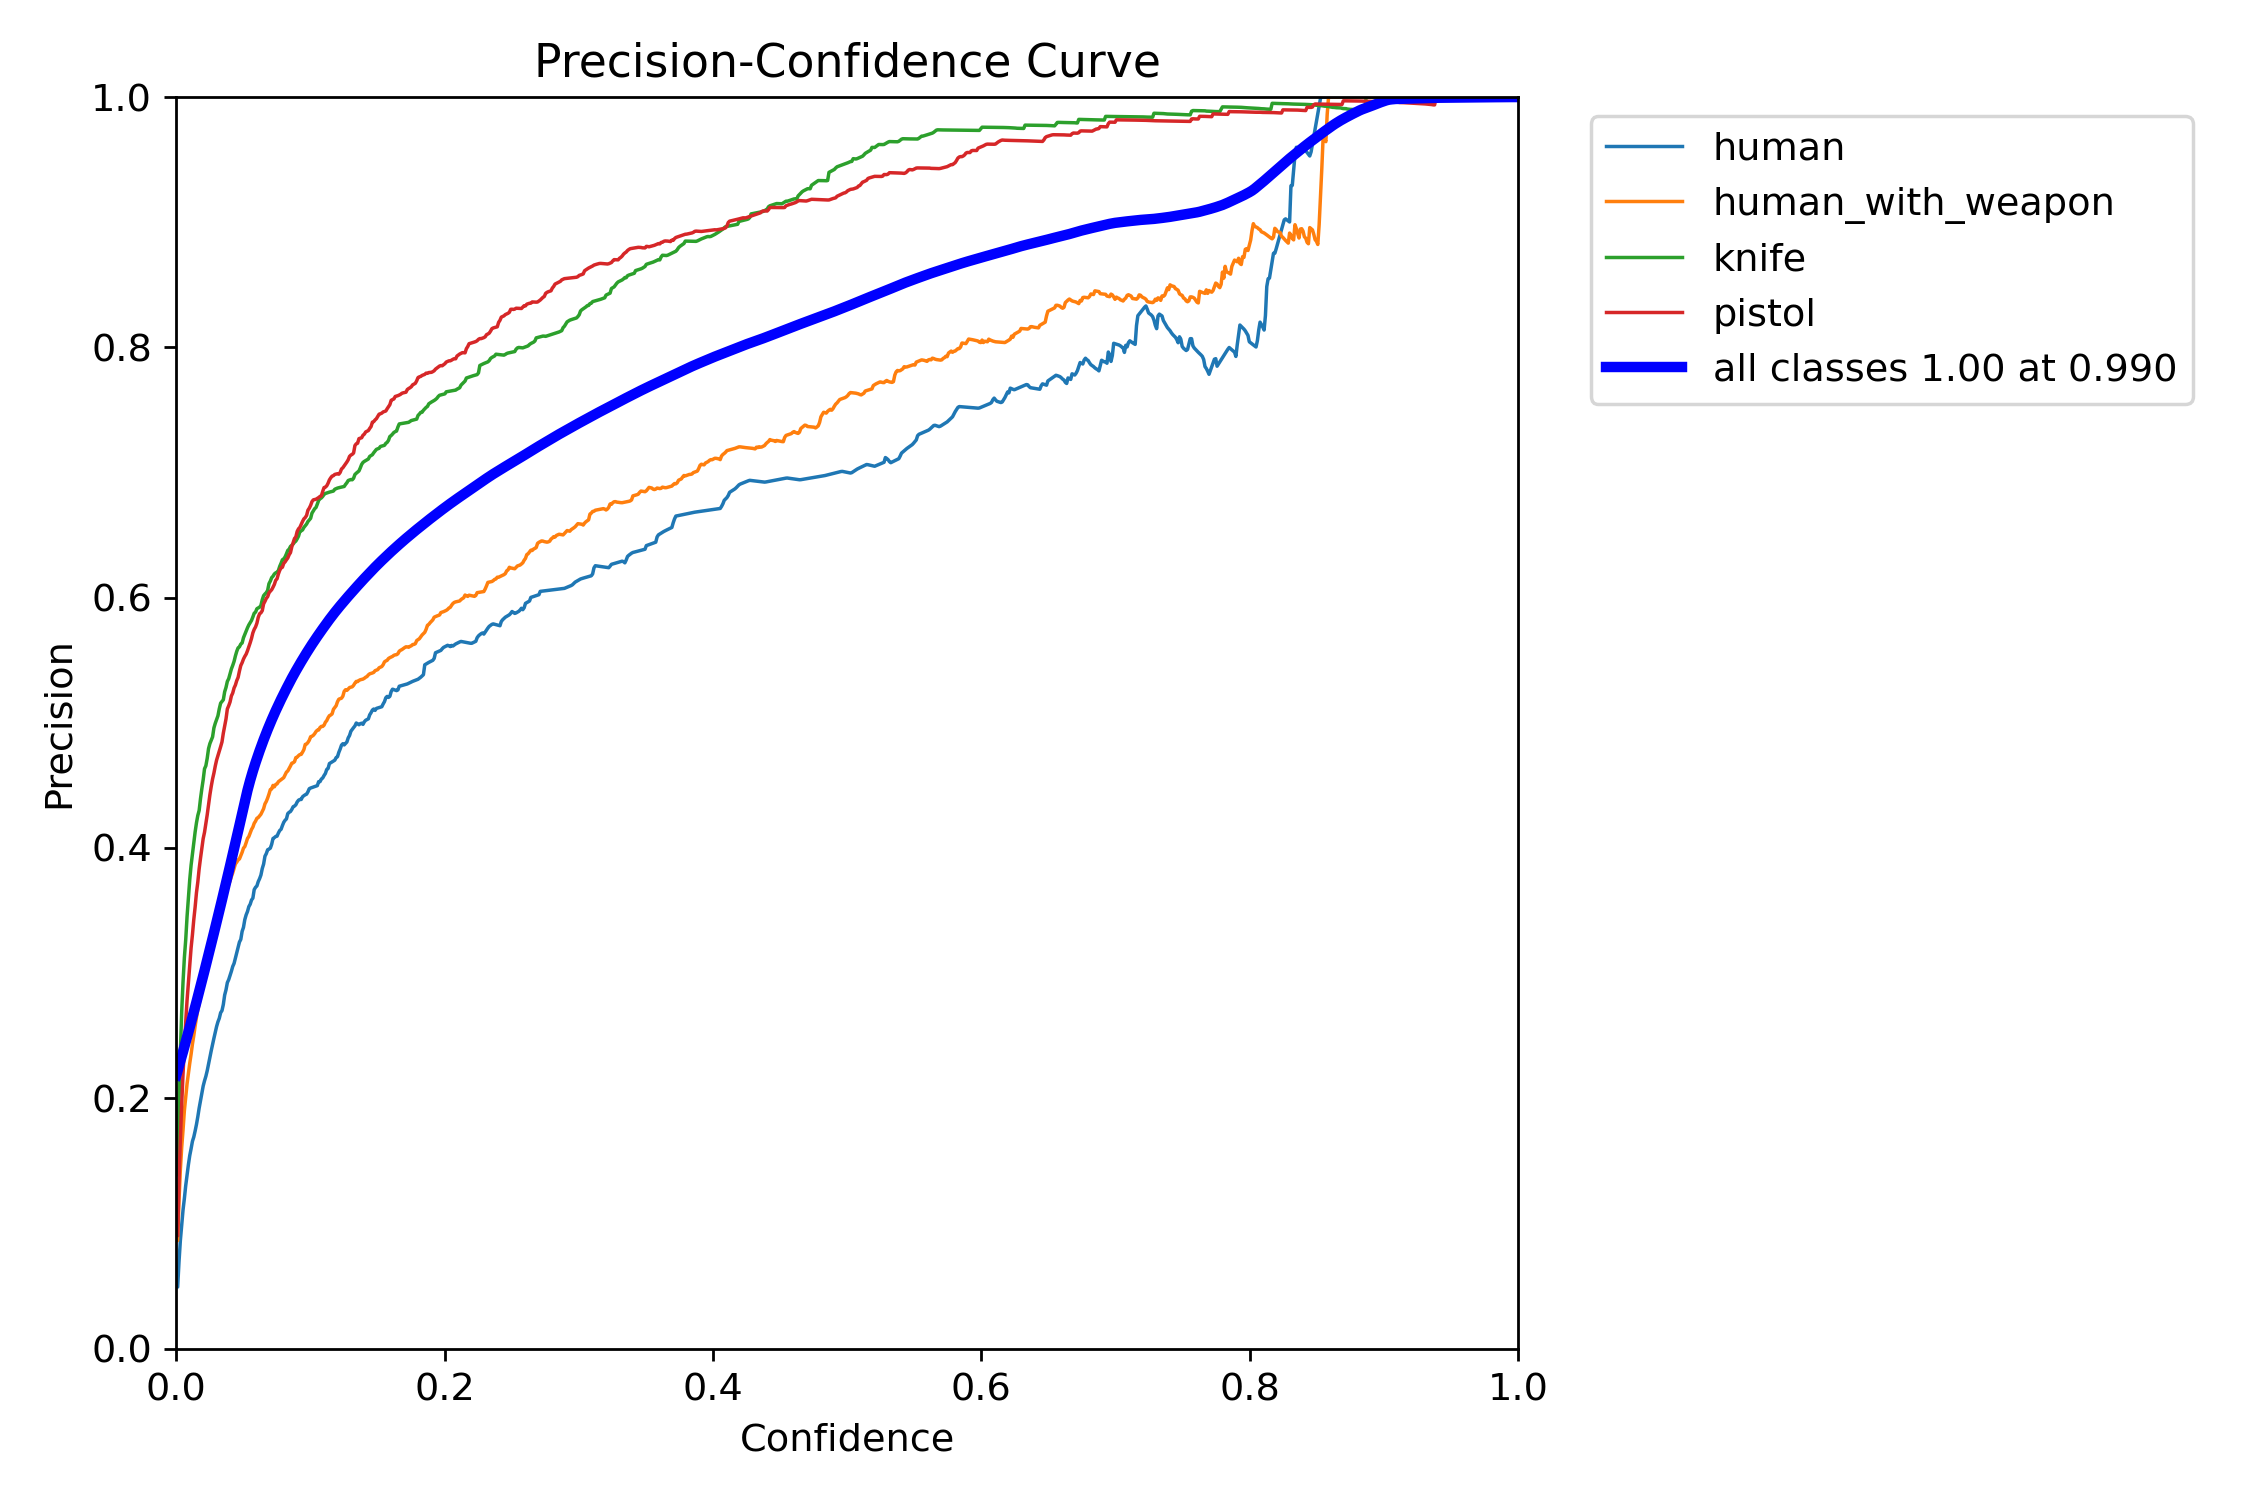 Precision-Confidence Curve
1.0
0.8
0.6
0.4
0.2
0.0
Precision
0.0 0.2 0.4 0.6 0.8 1.0
Confidence
human
human_with_weapon
knife
pistol
all classes 1.00 at 0.990